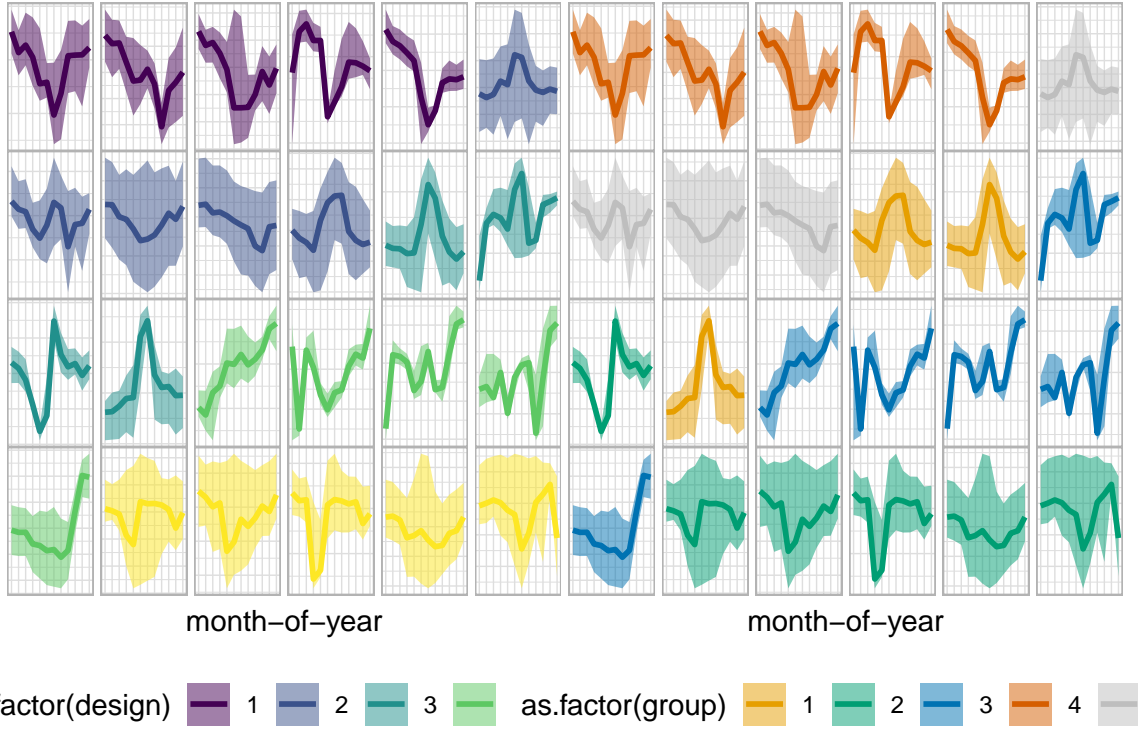 month−of−year month−of−year
factor(design) 1 2 3 as.factor(group) 1 2 3 4